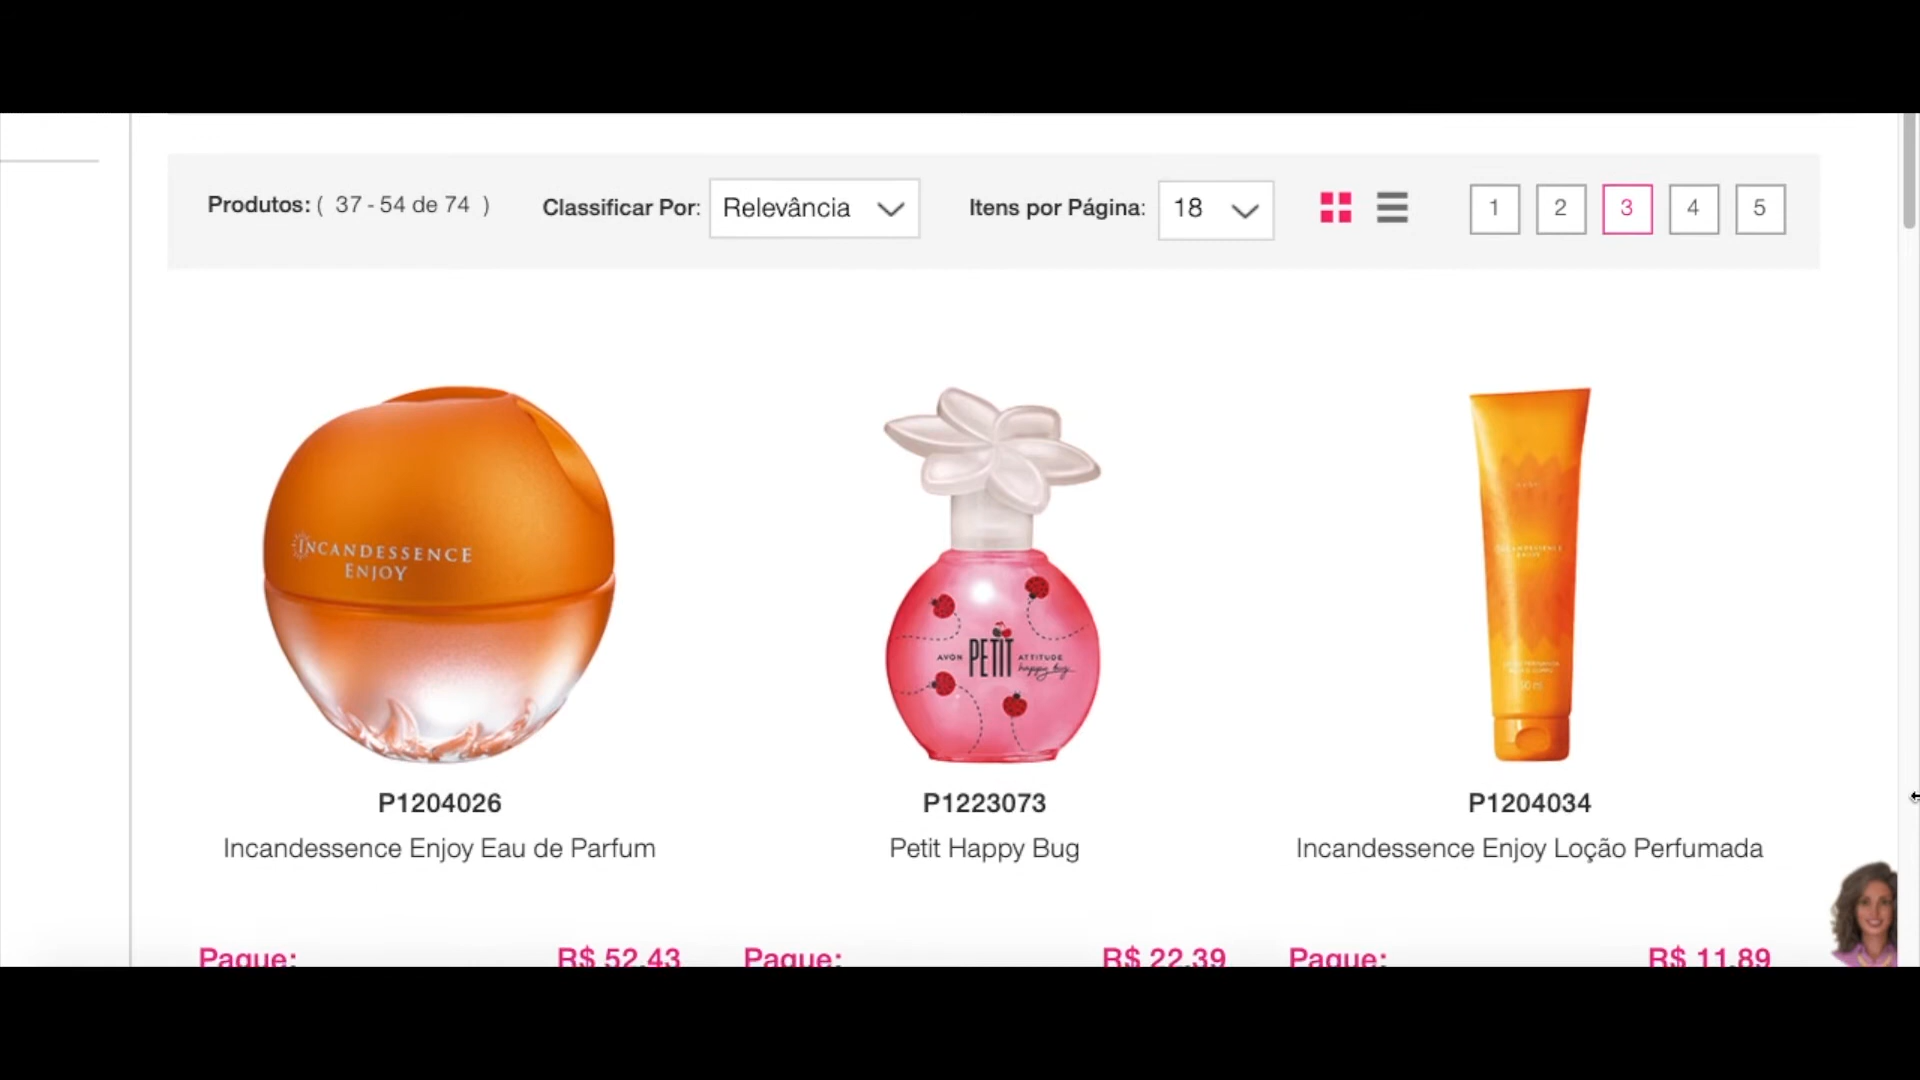 Produtos: ( 37 - 54 de 74 ) Classificar Por: Relevância Itens por Página: 18 1 2 3 4 5
INCANDESSENCE
ENJOY
AVON PETIT ATTITUDE
happy bug
P1204026 P1223073 P1204034
Incandessence Enjoy Eau de Parfum Petit Happy Bug Incandessence Enjoy Loção Perfumada
Pague: R$ 52,43 Pague: R$ 22,39 Pague: R$ 11,89